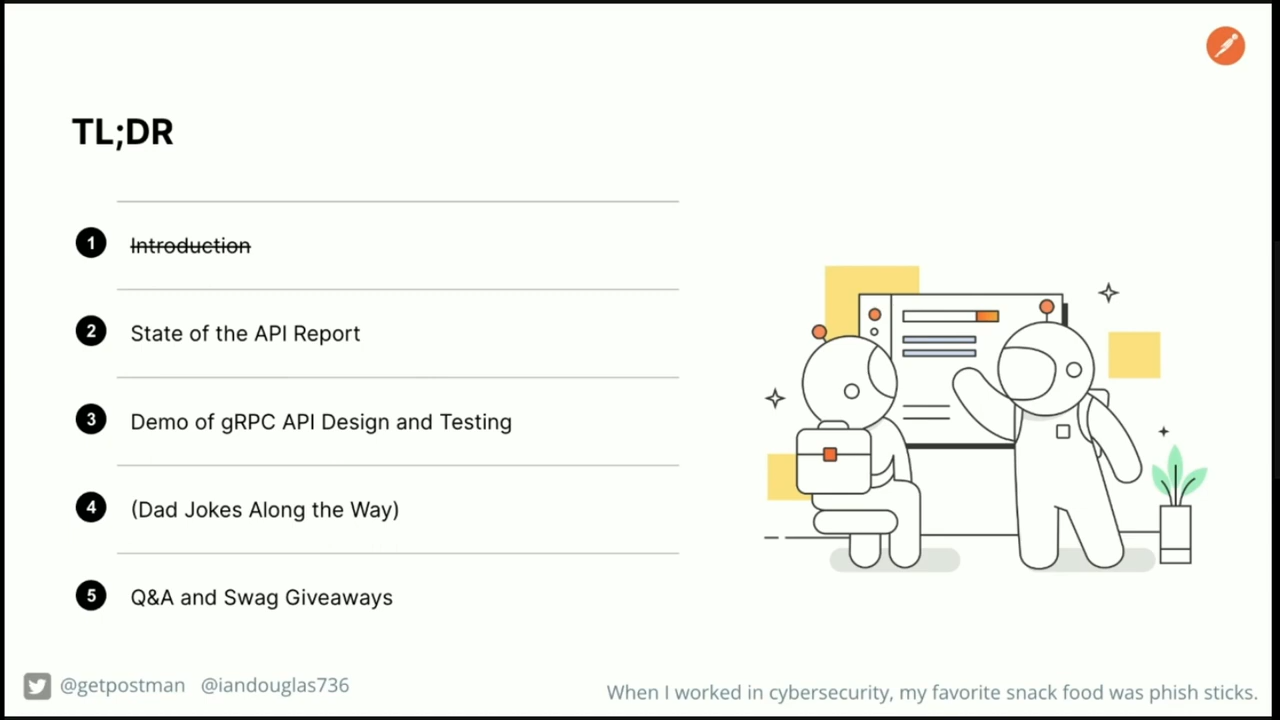 TL;DR
1 Introduction
2 State of the API Report
3 Demo of gRPC API Design and Testing
4 (Dad Jokes Along the Way)
5 Q&A and Swag Giveaways
@getpostman @iandouglas736
When I worked in cybersecurity, my favorite snack food was phish sticks.